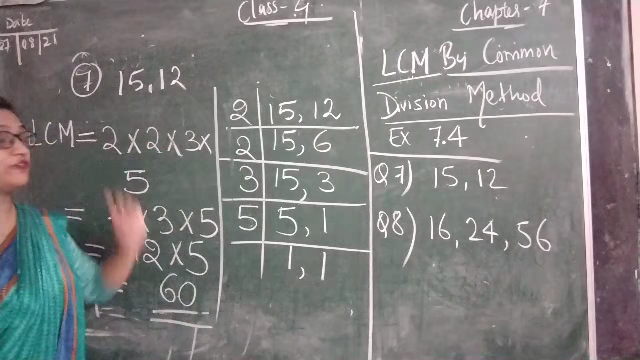 Date
27 | 08 | 21
Class - 4
Chapter - 7
LCM By Common
Division Method
Ex 7.4
Q7) 15, 12
Q8) 16, 24, 56
7 15, 12
LCM = 2 x 2 x 3 x
5
= x 3 x 5
= 12 x 5
= 60
2 | 15, 12
2 | 15, 6
3 | 15, 3
5 | 5, 1
1, 1